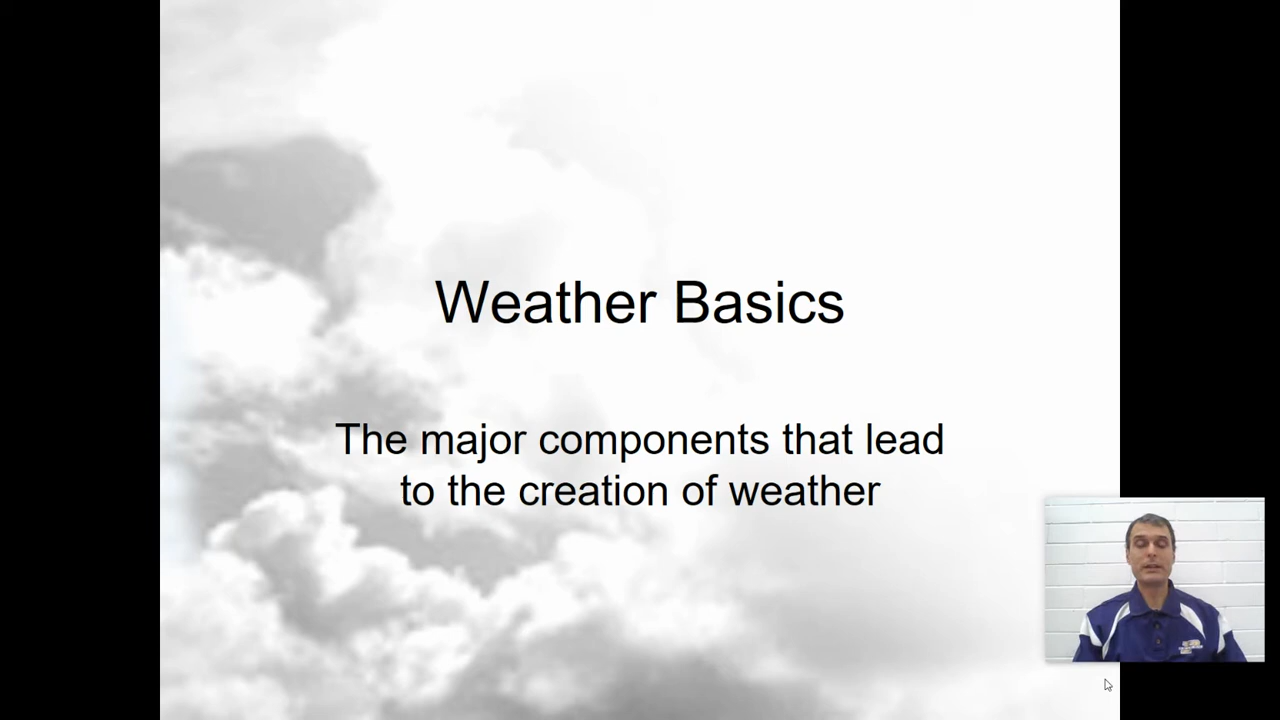 Weather Basics
The major components that lead
to the creation of weather